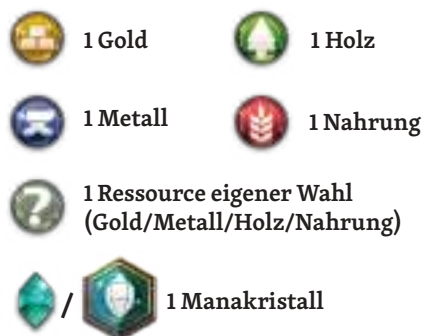 1 Gold
1 Holz
1 Metall
1 Nahrung
?
1 Ressource eigener Wahl
(Gold/Metall/Holz/Nahrung)
/
1 Manakristall